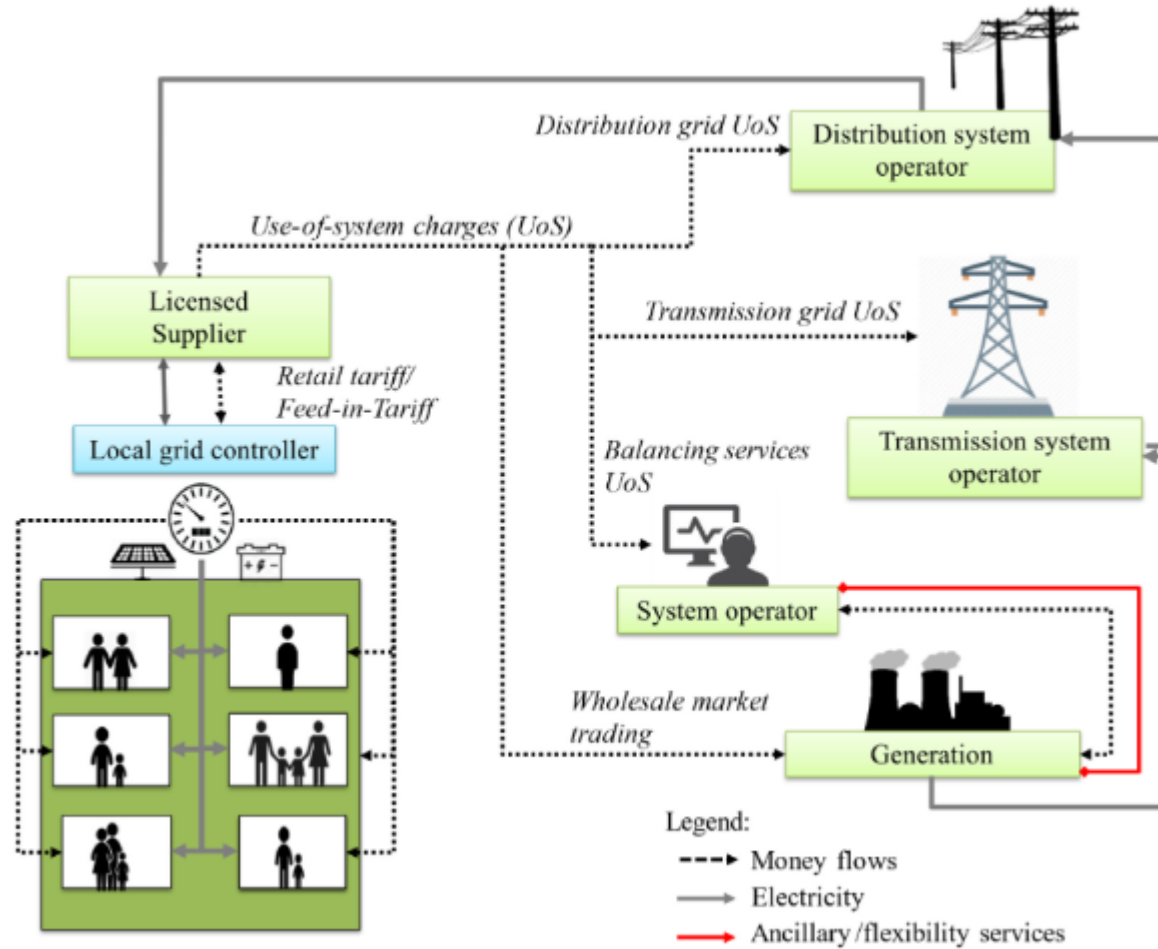 Distribution grid UoS
Distribution system
operator
Use-of-system charges (UoS)
Licensed
Supplier
Transmission grid UoS
Retail tariff/
Feed-in-Tariff
Local grid controller
Transmission system
operator
Balancing services
UoS
System operator
Wholesale market
trading
Generation
Legend:
Money flows
Electricity
Ancillary/flexibility services